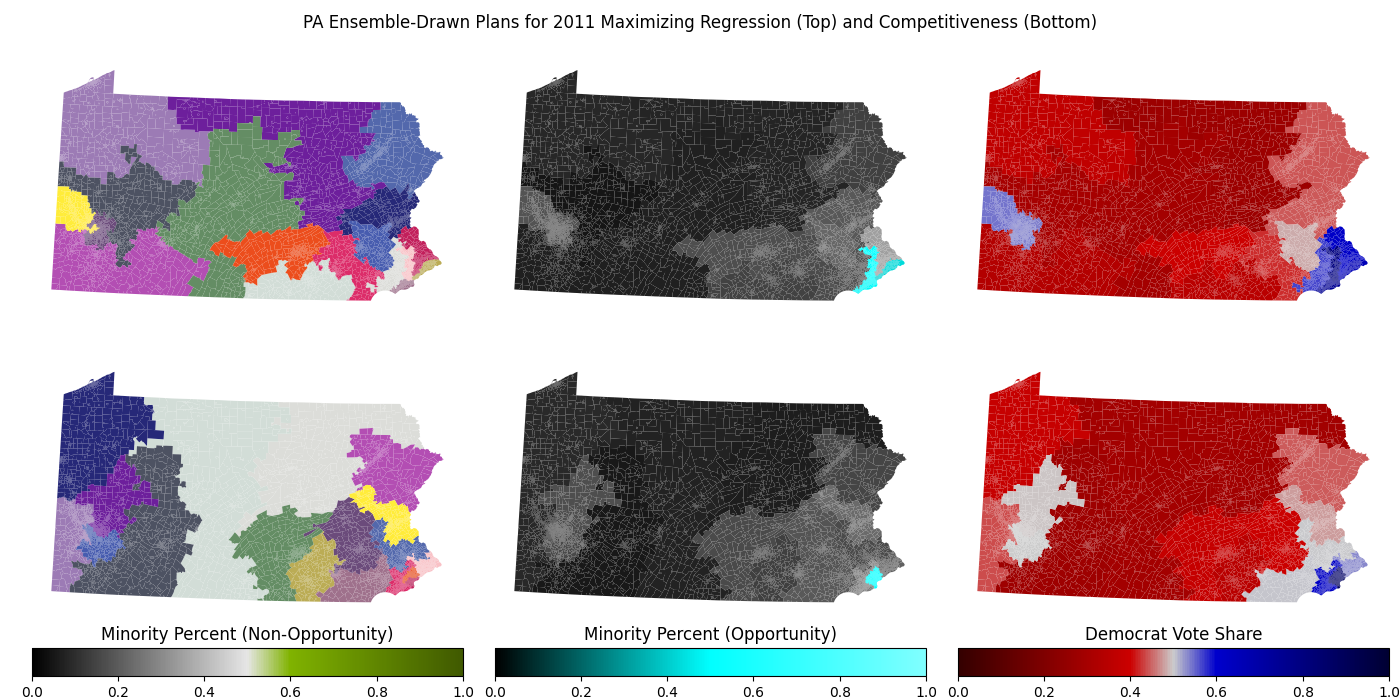 PA Ensemble-Drawn Plans for 2011 Maximizing Regression (Top) and Competitiveness (Bottom)
Minority Percent (Non-Opportunity) Minority Percent (Opportunity) Democrat Vote Share
0.0 0.2 0.4 0.6 0.8 1.0 0.0 0.2 0.4 0.6 0.8 1.0 0.0 0.2 0.4 0.6 0.8